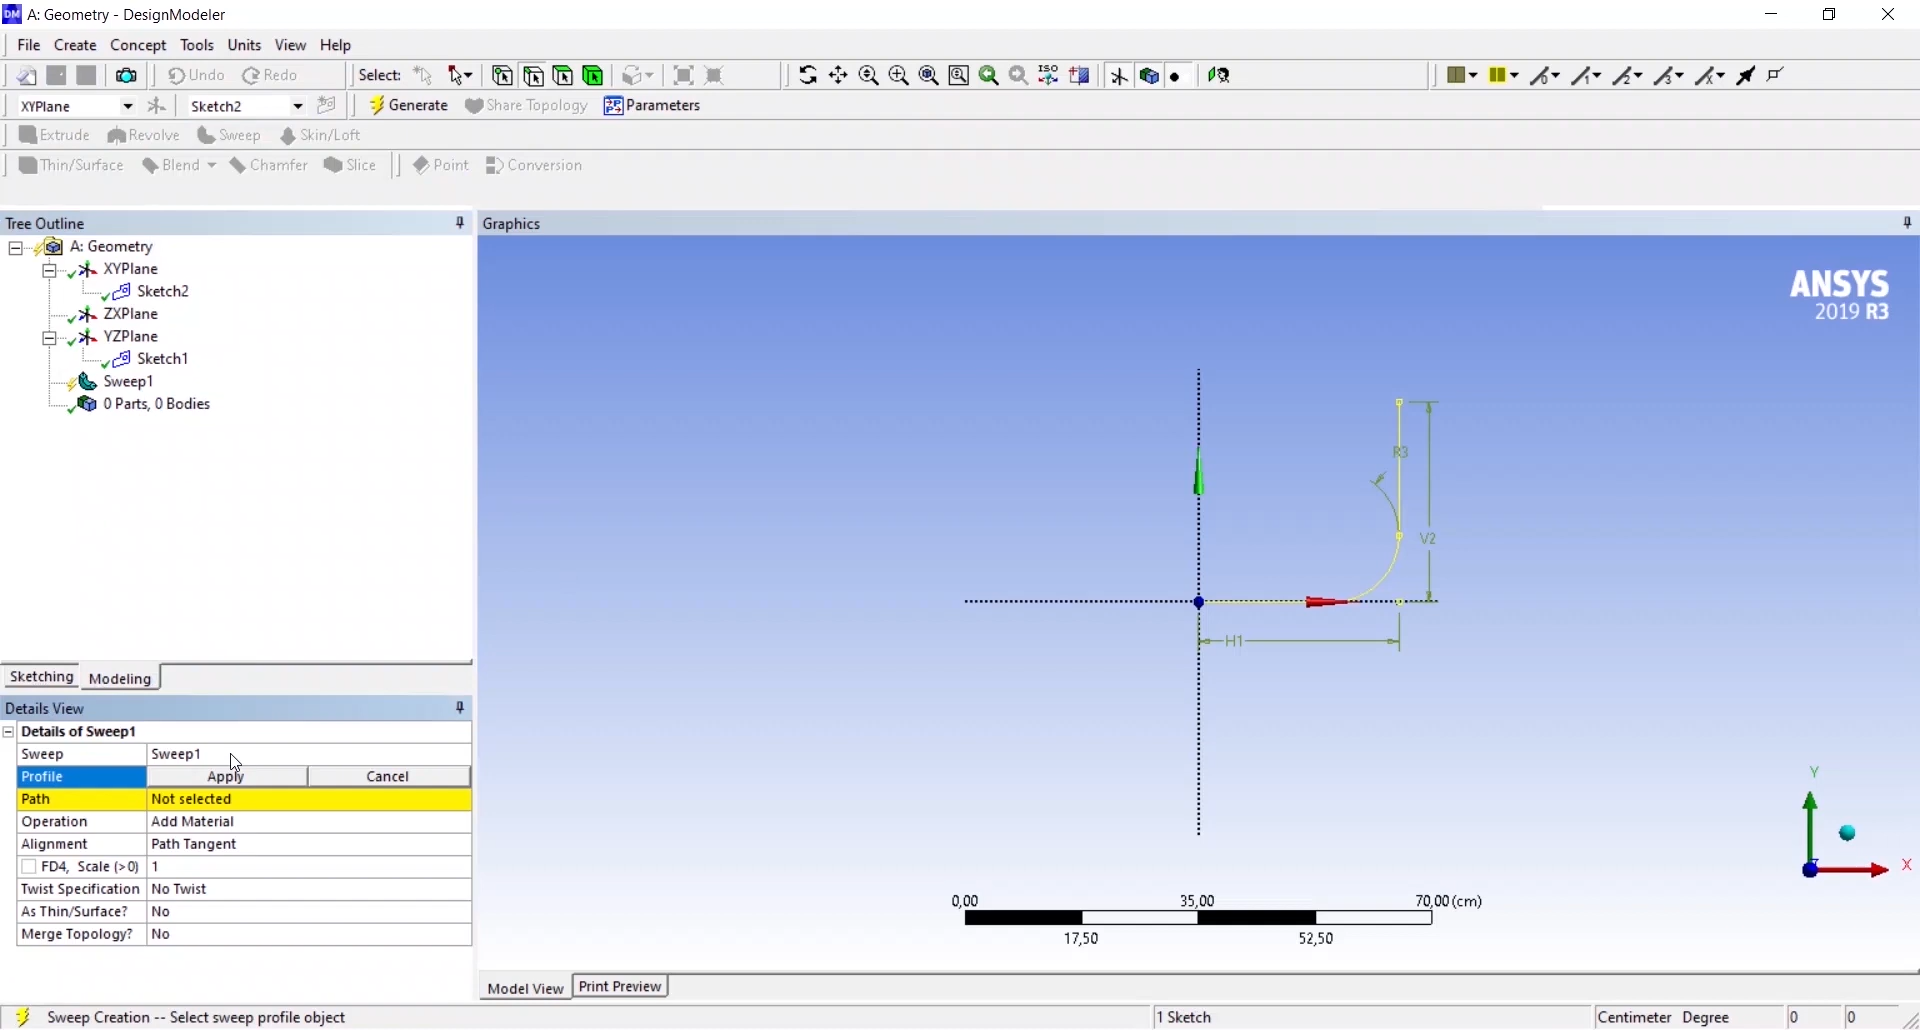 DM A: Geometry - DesignModeler
File Create Concept Tools Units View Help
Undo Redo Select: ISO
XYPlane Sketch2 Generate Share Topology Parameters
Extrude Revolve Sweep Skin/Loft
Thin/Surface Blend Chamfer Slice Point Conversion
Tree Outline
A: Geometry
XYPlane
Sketch2
ZXPlane
YZPlane
Sketch1
Sweep1
0 Parts, 0 Bodies
Sketching Modeling
Details View
Details of Sweep1
Sweep Sweep1
Profile Apply Cancel
Path Not selected
Operation Add Material
Alignment Path Tangent
FD4, Scale (>0) 1
Twist Specification No Twist
As Thin/Surface? No
Merge Topology? No
Graphics
ANSYS
2019 R3
R3
V2
H1
Y
X
0,00 35,00 70,00 (cm)
17,50 52,50
Model View Print Preview
Sweep Creation -- Select sweep profile object 1 Sketch Centimeter Degree 0 0